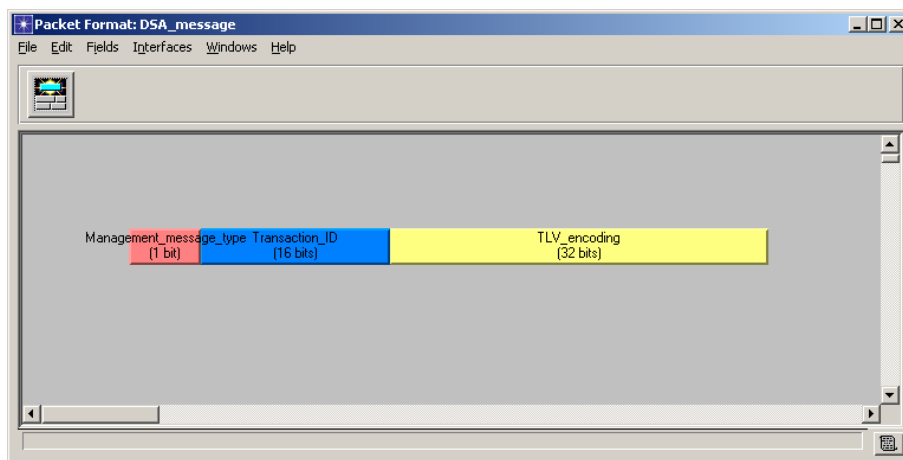 Packet Format: DSA_message
File Edit Fields Interfaces Windows Help
Management_message_type Transaction_ID TLV_encoding
(1 bit) (16 bits) (32 bits)